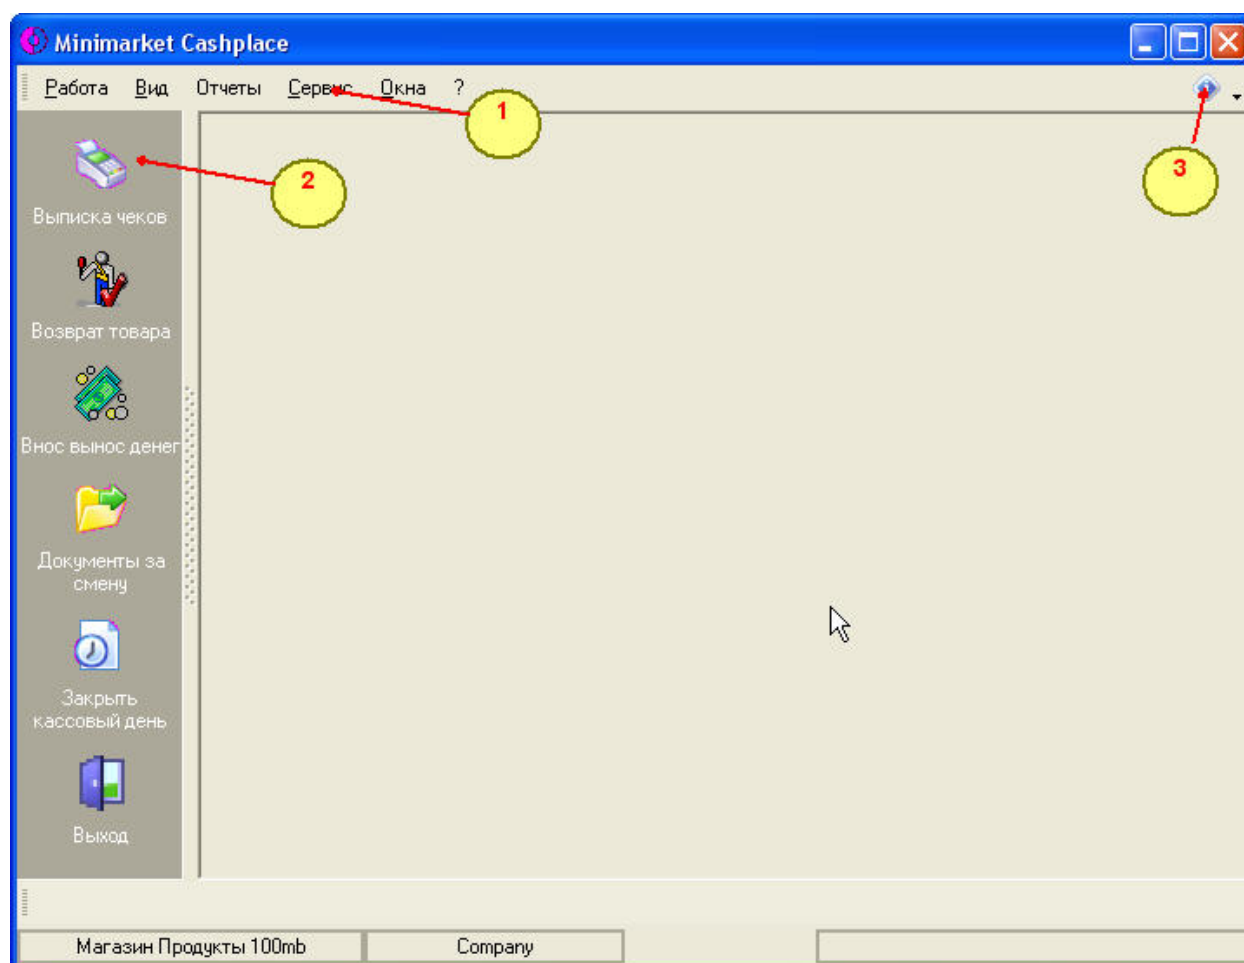 Minimarket Cashplace
Работа Вид Отчеты Сервис Окна ?
1
2
3
Выписка чеков
Возврат товара
Внос вынос денег
Документы за
смену
Закрыть
кассовый день
Выход
Магазин Продукты 100mb Company